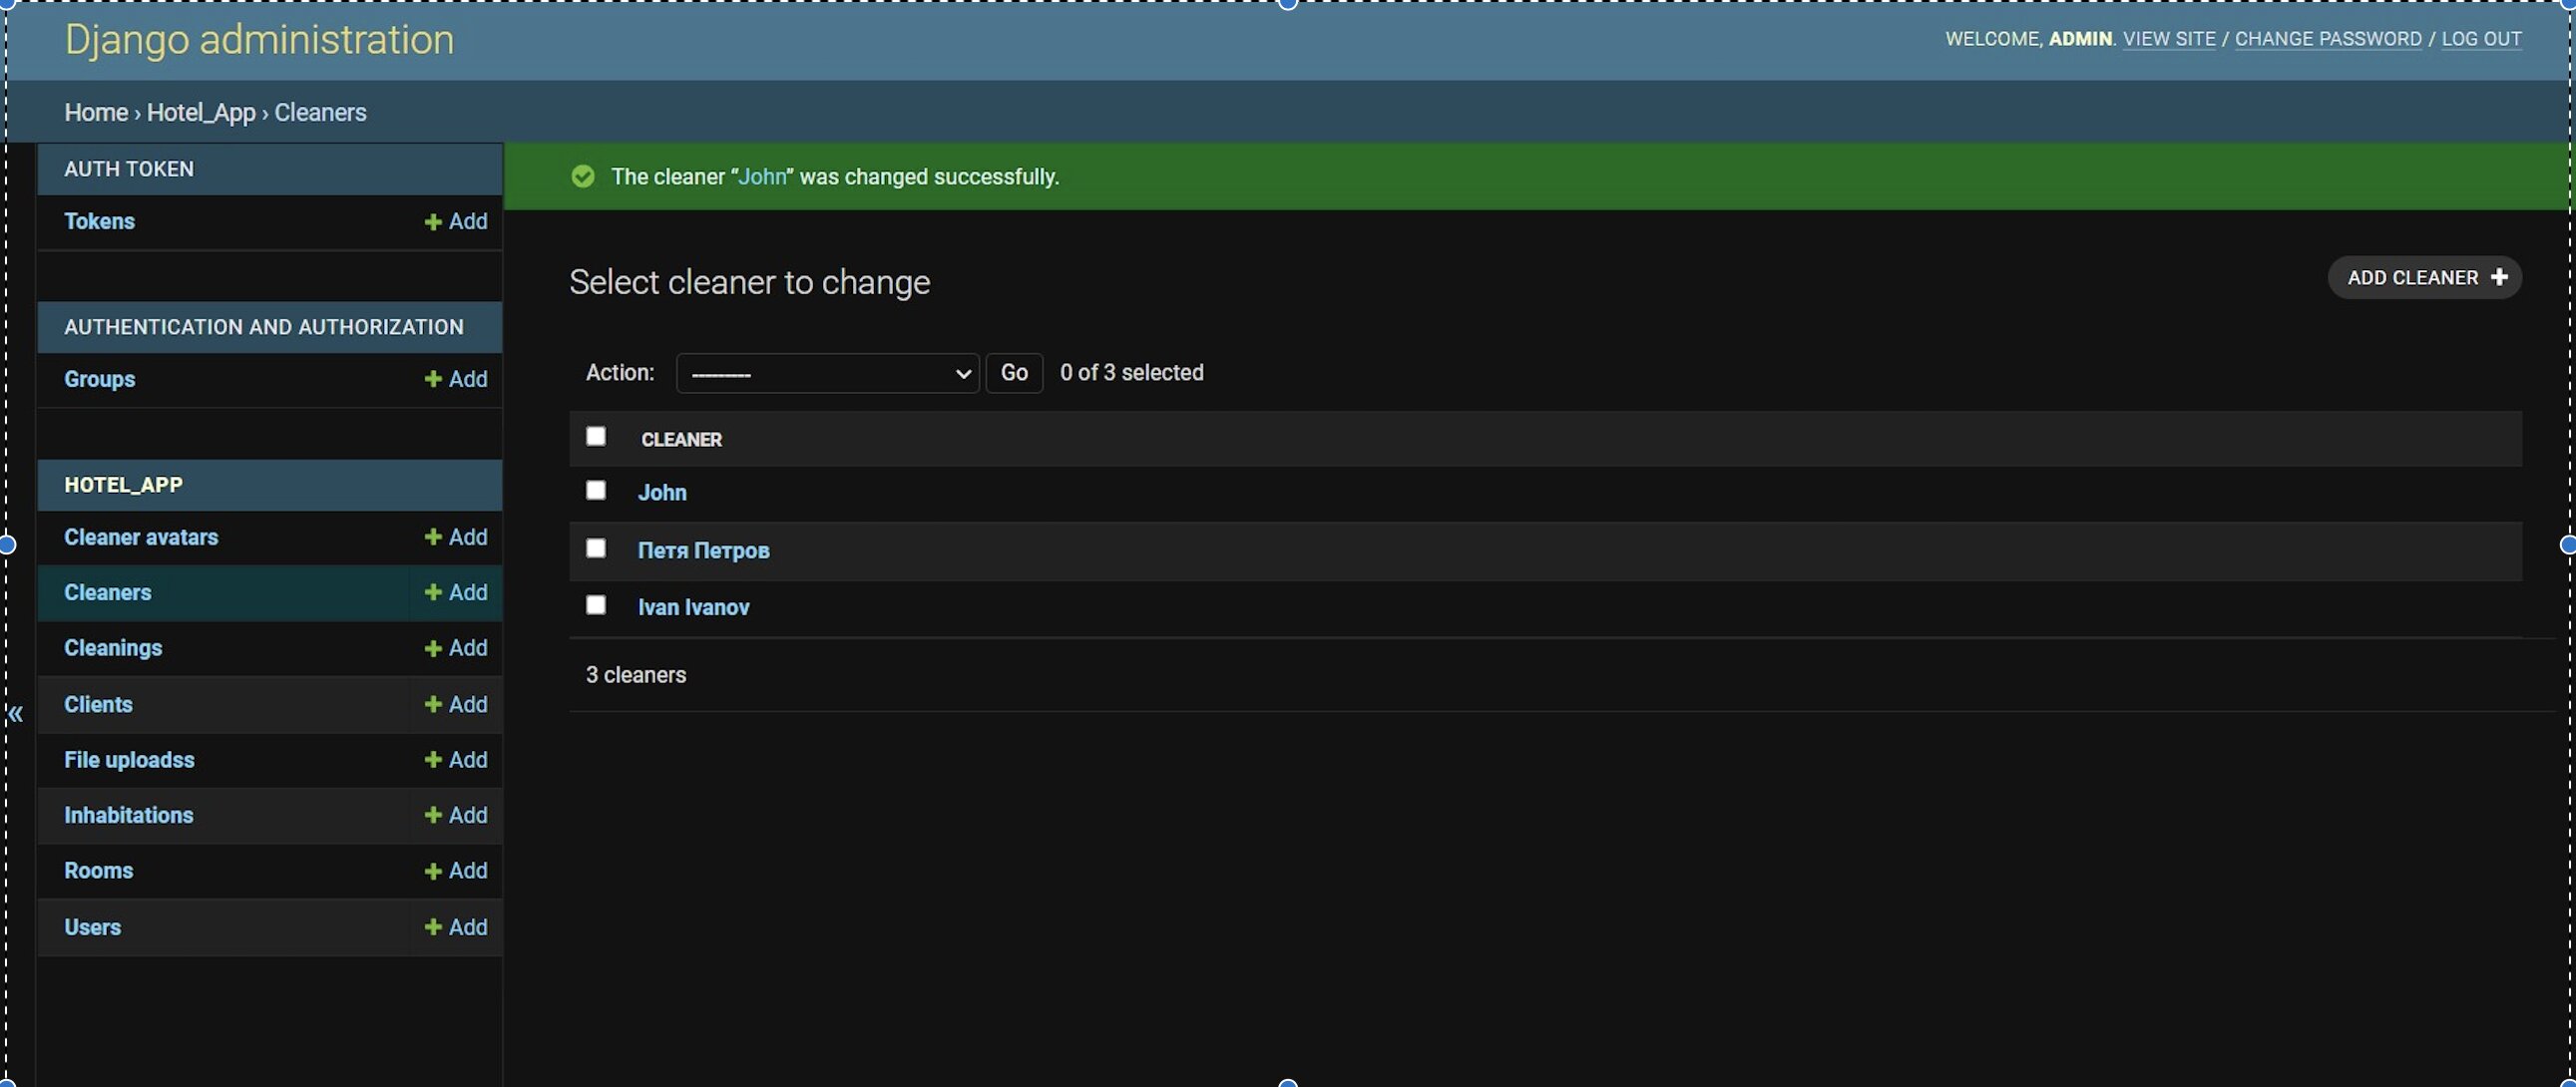 Django administration
WELCOME, ADMIN. VIEW SITE / CHANGE PASSWORD / LOG OUT
Home › Hotel_App › Cleaners
AUTH TOKEN
Tokens + Add
AUTHENTICATION AND AUTHORIZATION
Groups + Add
HOTEL_APP
Cleaner avatars + Add
Cleaners + Add
Cleanings + Add
Clients + Add
File uploadss + Add
Inhabitations + Add
Rooms + Add
Users + Add
«
The cleaner “John” was changed successfully.
Select cleaner to change
ADD CLEANER +
Action: --------- Go 0 of 3 selected
CLEANER
John
Петя Петров
Ivan Ivanov
3 cleaners